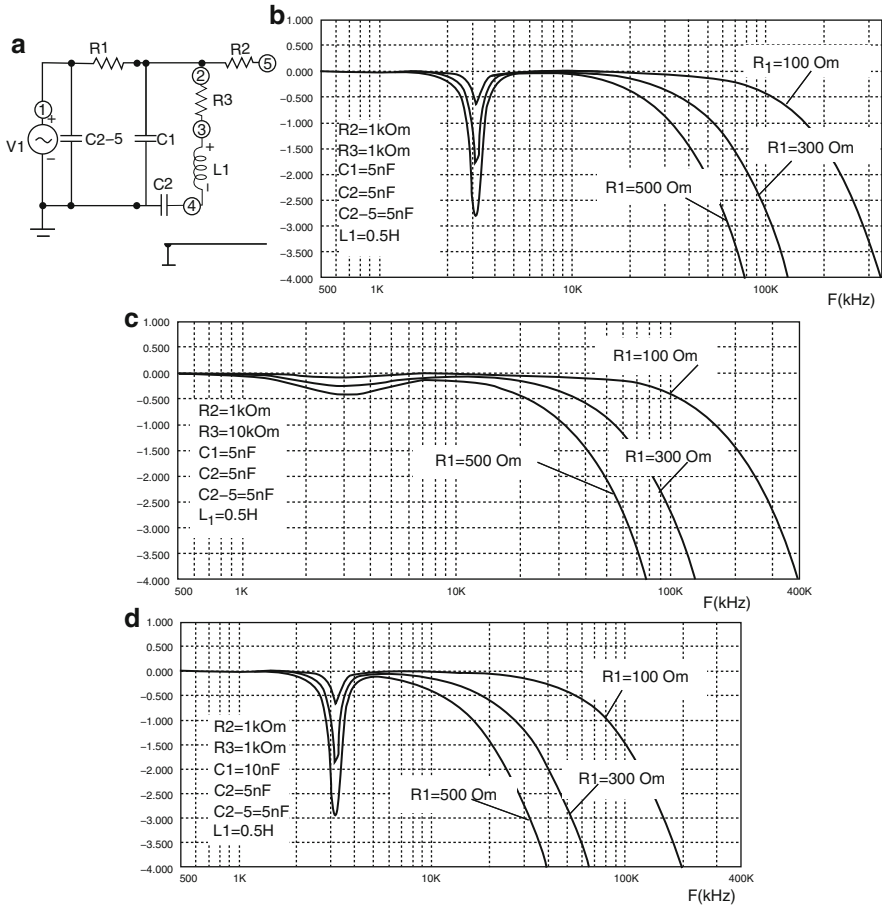 a
R1
R2
5
2
R3
1
+
3
V1
C2-5
C1
+
L1
−
−
C2
4
b
1.000
0.500
0.000
−0.500
−1.000
−1.500
−2.000
−2.500
−3.000
−3.500
−4.000
R1=100 Om
R1=300 Om
R1=500 Om
R2=1kOm
R3=1kOm
C1=5nF
C2=5nF
C2-5=5nF
L1=0.5H
500
1K
10K
100K
F(kHz)
c
1.000
0.500
0.000
−0.500
−1.000
−1.500
−2.000
−2.500
−3.000
−3.500
−4.000
R1=100 Om
R1=300 Om
R1=500 Om
R2=1kOm
R3=10kOm
C1=5nF
C2=5nF
C2-5=5nF
L1=0.5H
500
1K
10K
100K
400K
F(kHz)
d
1.000
0.500
0.000
−0.500
−1.000
−1.500
−2.000
−2.500
−3.000
−3.500
−4.000
R1=100 Om
R1=300 Om
R1=500 Om
R2=1kOm
R3=1kOm
C1=10nF
C2=5nF
C2-5=5nF
L1=0.5H
500
1K
10K
100K
400K
F(kHz)